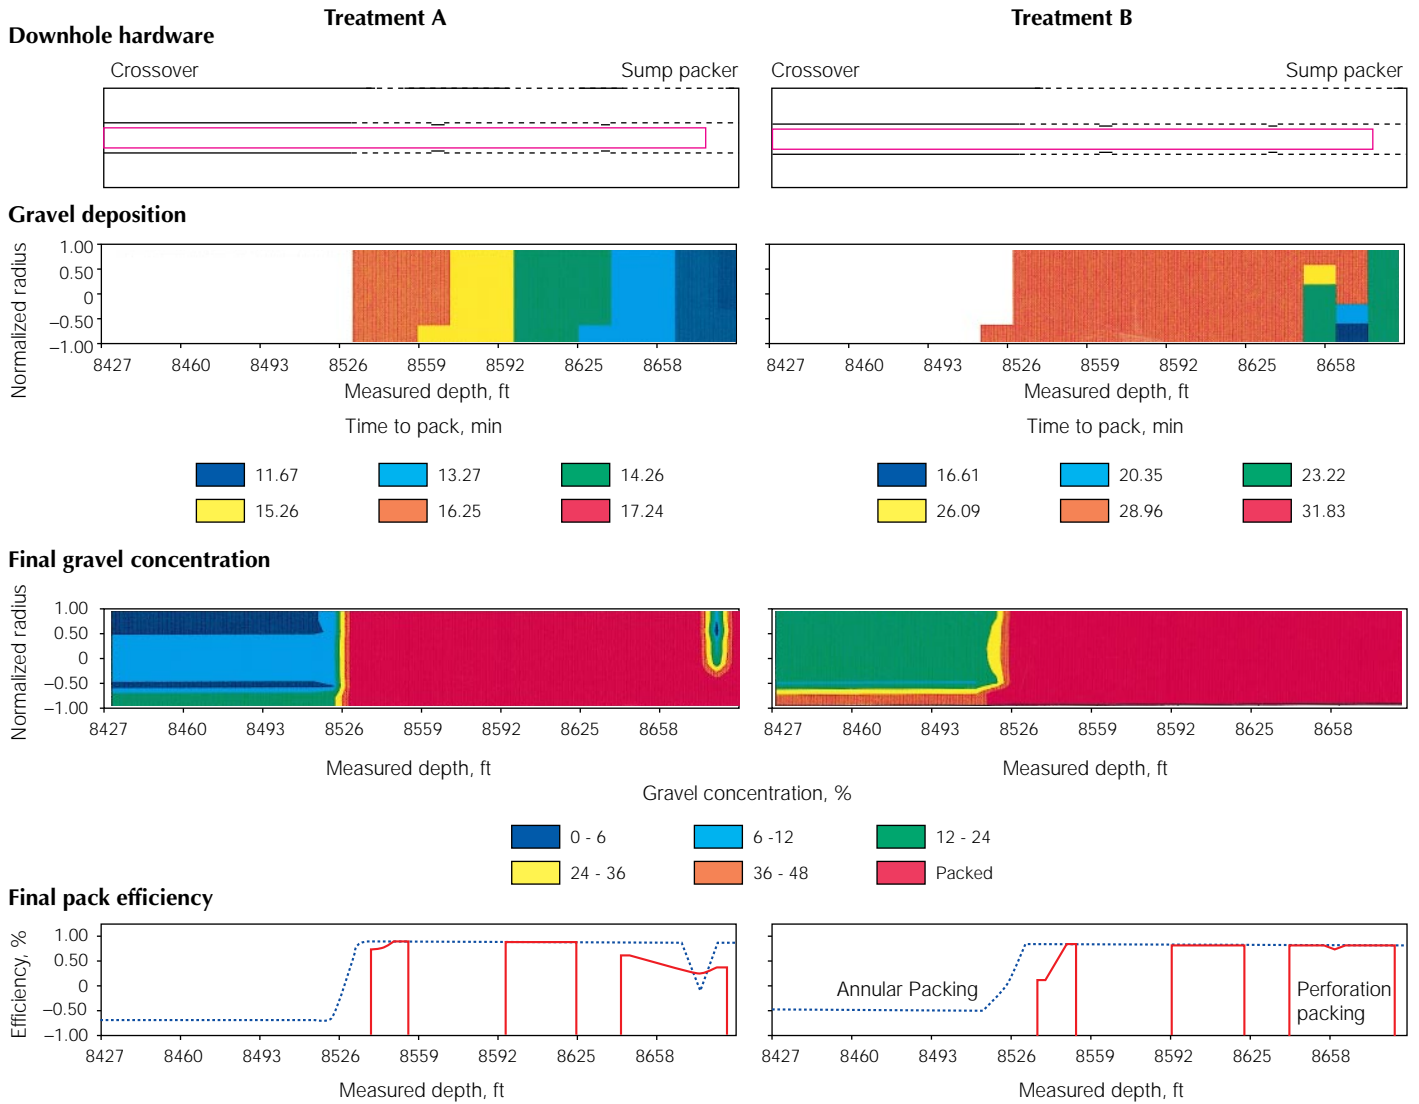 Treatment A
Treatment B
Downhole hardware
Crossover
Sump packer
Crossover
Sump packer
Gravel deposition
Normalized radius
1.00
0.50
0
–0.50
–1.00
8427 8460 8493 8526 8559 8592 8625 8658
Measured depth, ft
8427 8460 8493 8526 8559 8592 8625 8658
Measured depth, ft
Time to pack, min
11.67 13.27 14.26
15.26 16.25 17.24
Time to pack, min
16.61 20.35 23.22
26.09 28.96 31.83
Final gravel concentration
Normalized radius
1.00
0.50
0
–0.50
–1.00
8427 8460 8493 8526 8559 8592 8625 8658
Measured depth, ft
8427 8460 8493 8526 8559 8592 8625 8658
Measured depth, ft
Gravel concentration, %
0 - 6 6 -12 12 - 24
24 - 36 36 - 48 Packed
Final pack efficiency
Efficiency, %
1.00
0.50
0
–0.50
–1.00
8427 8460 8493 8526 8559 8592 8625 8658
Measured depth, ft
Annular Packing
Perforation
packing
8427 8460 8493 8526 8559 8592 8625 8658
Measured depth, ft